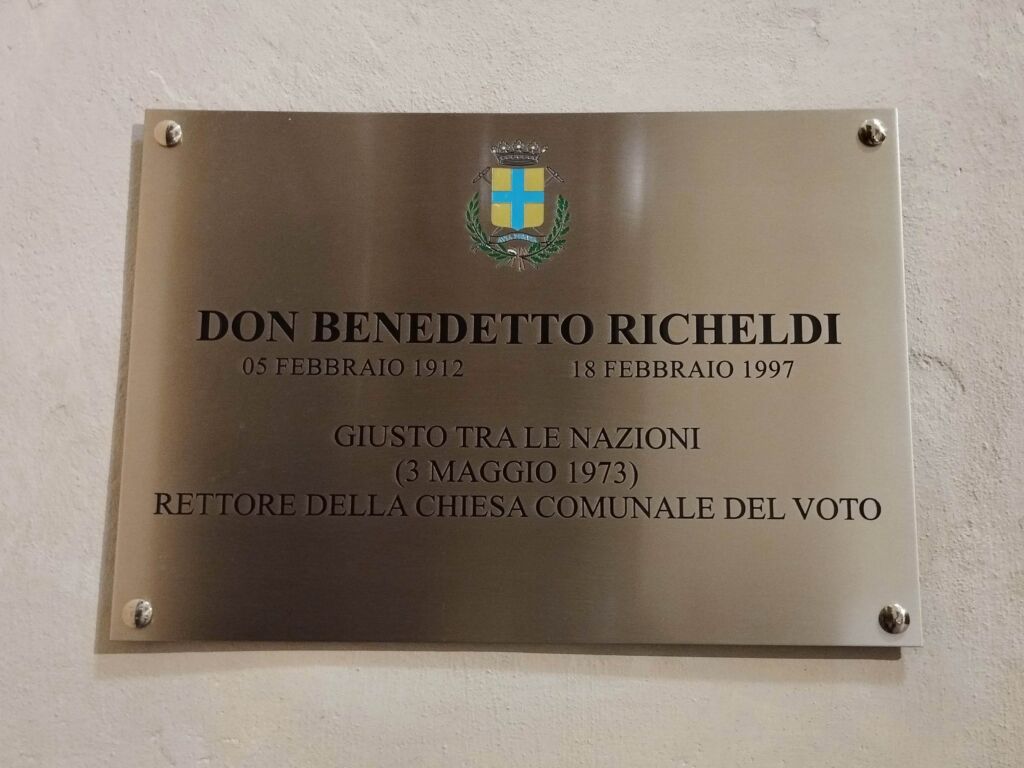 DON BENEDETTO RICHELDI
05 FEBBRAIO 1912 18 FEBBRAIO 1997
GIUSTO TRA LE NAZIONI
(3 MAGGIO 1973)
RETTORE DELLA CHIESA COMUNALE DEL VOTO